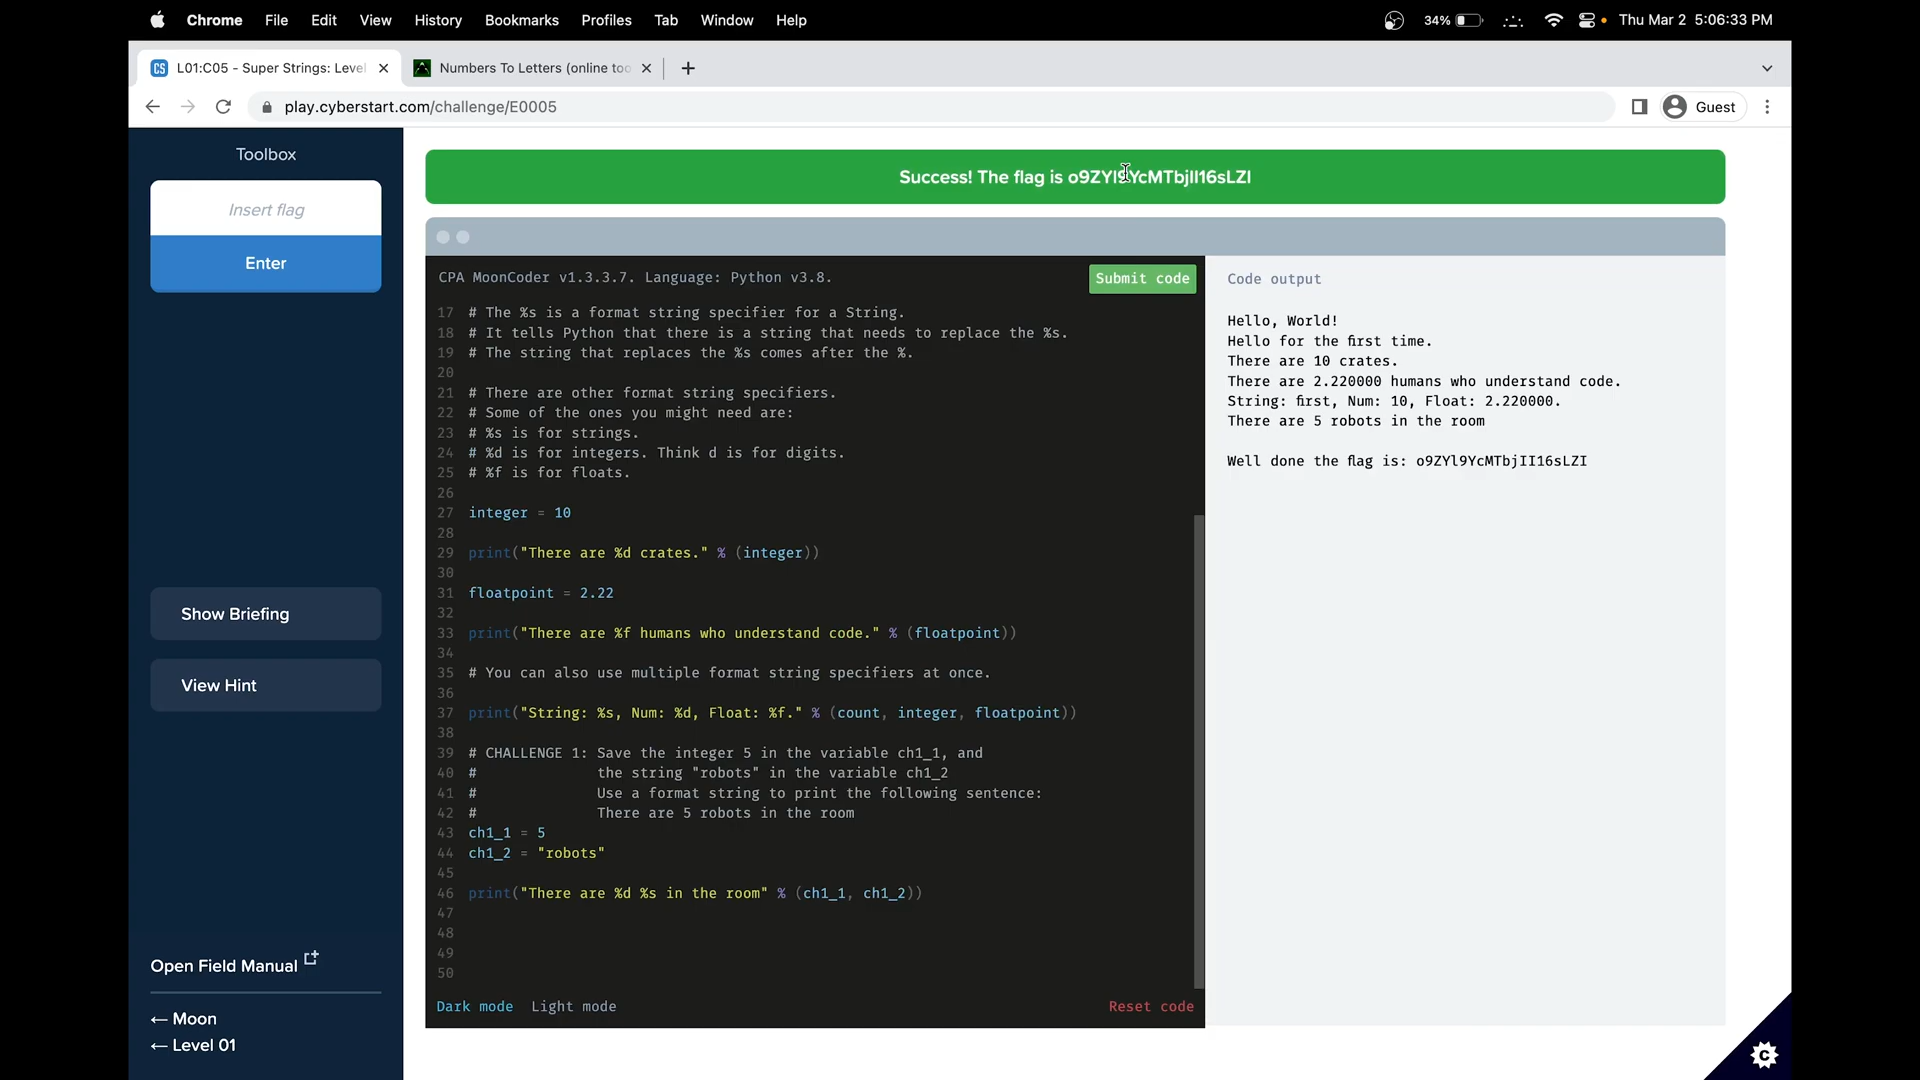 Chrome File Edit View History Bookmarks Profiles Tab Window Help 34% Thu Mar 2 5:06:33 PM
L01:C05 - Super Strings: Level Numbers To Letters (online too
play.cyberstart.com/challenge/E0005 Guest
Toolbox
Insert flag
Enter
Show Briefing
View Hint
Open Field Manual
← Moon
← Level 01
Success! The flag is o9ZYl9YcMTbjII16sLZI
CPA MoonCoder v1.3.3.7. Language: Python v3.8. Submit code
17 # The %s is a format string specifier for a String.
18 # It tells Python that there is a string that needs to replace the %s.
19 # The string that replaces the %s comes after the %.
20
21 # There are other format string specifiers.
22 # Some of the ones you might need are:
23 # %s is for strings.
24 # %d is for integers. Think d is for digits.
25 # %f is for floats.
26
27 integer = 10
28
29 print("There are %d crates." % (integer))
30
31 floatpoint = 2.22
32
33 print("There are %f humans who understand code." % (floatpoint))
34
35 # You can also use multiple format string specifiers at once.
36
37 print("String: %s, Num: %d, Float: %f." % (count, integer, floatpoint))
38
39 # CHALLENGE 1: Save the integer 5 in the variable ch1_1, and
40 # the string "robots" in the variable ch1_2
41 # Use a format string to print the following sentence:
42 # There are 5 robots in the room
43 ch1_1 = 5
44 ch1_2 = "robots"
45
46 print("There are %d %s in the room" % (ch1_1, ch1_2))
47
48
49
50
Dark mode Light mode Reset code
Code output
Hello, World!
Hello for the first time.
There are 10 crates.
There are 2.220000 humans who understand code.
String: first, Num: 10, Float: 2.220000.
There are 5 robots in the room
Well done the flag is: o9ZYl9YcMTbjII16sLZI